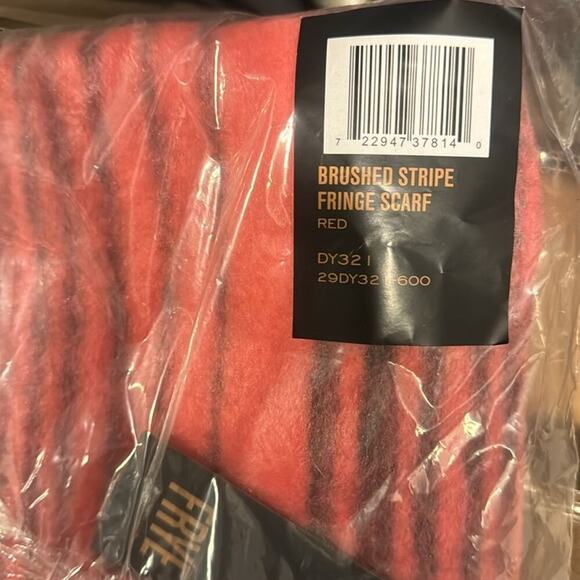 7 22947 37814 0
BRUSHED STRIPE
FRINGE SCARF
RED
DY321
29DY321-600
FRYE